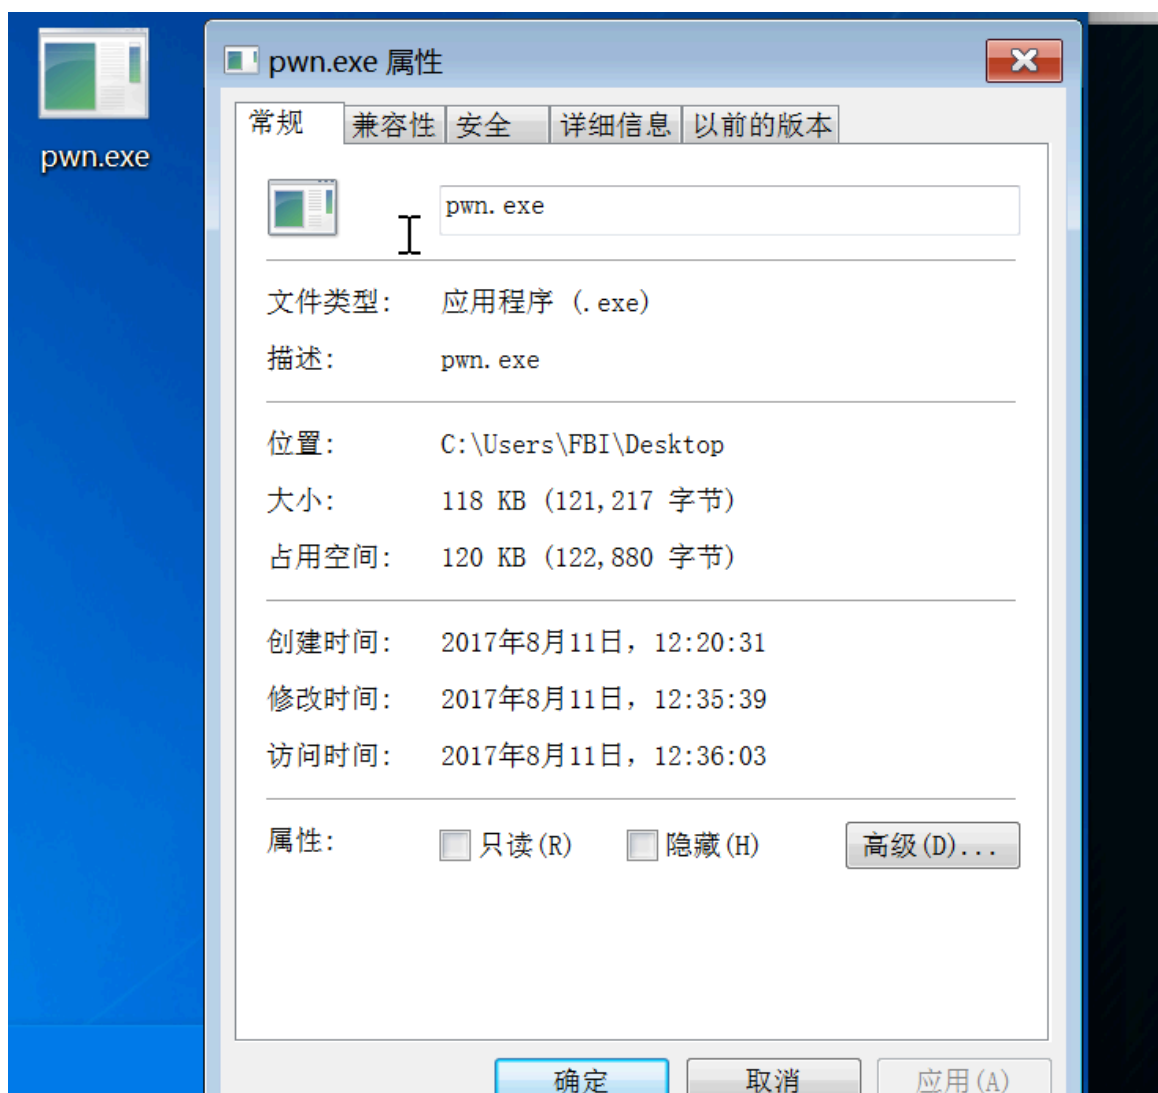 pwn.exe
pwn.exe 属性
常规 兼容性 安全 详细信息 以前的版本
pwn.exe
文件类型: 应用程序 (.exe)
描述: pwn.exe
位置: C:\Users\FBI\Desktop
大小: 118 KB (121,217 字节)
占用空间: 120 KB (122,880 字节)
创建时间: 2017年8月11日，12:20:31
修改时间: 2017年8月11日，12:35:39
访问时间: 2017年8月11日，12:36:03
属性: 只读(R) 隐藏(H) 高级(D)...
确定 取消 应用(A)